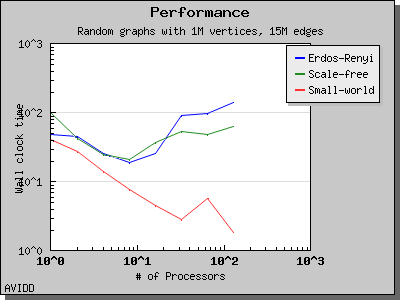 Performance
Random graphs with 1M vertices, 15M edges
Erdos-Renyi
Scale-free
Small-world
Wall clock time
10^3
10^2
10^1
10^0
10^0 10^1 10^2 10^3
# of Processors
AVIDD